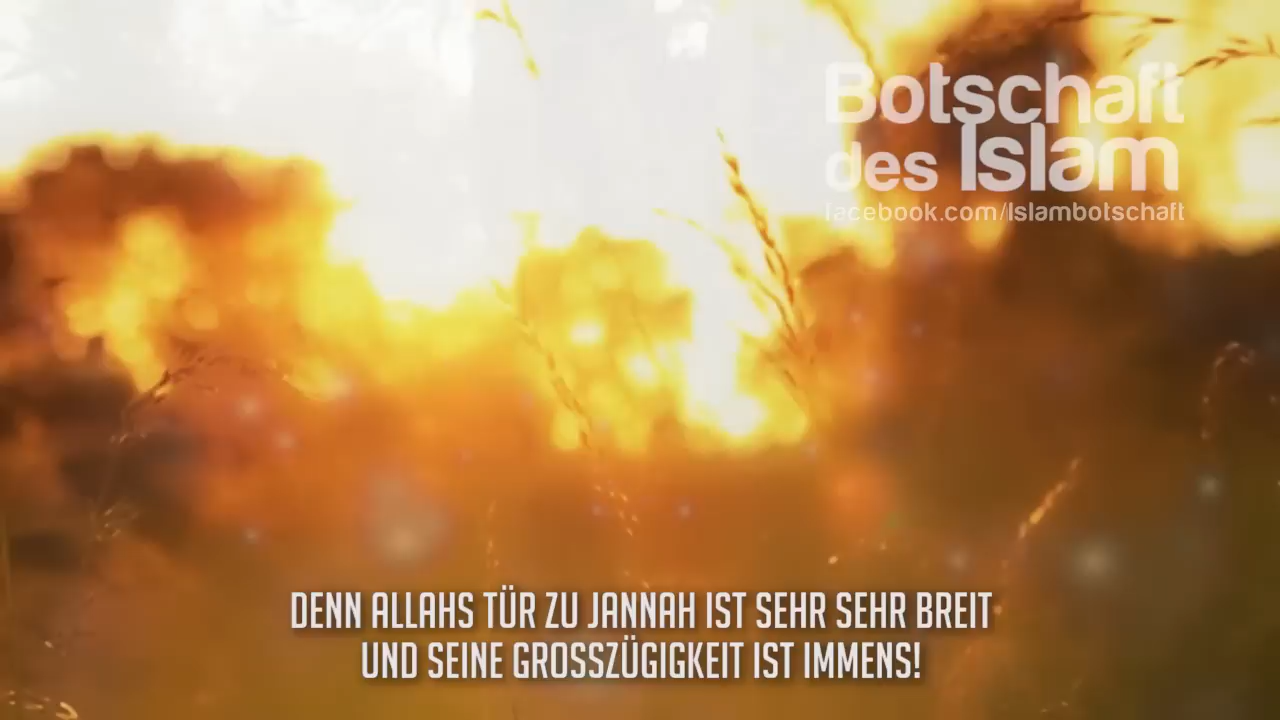 Botschaft
des Islam
facebook.com/Islambotschaft
DENN ALLAHS TÜR ZU JANNAH IST SEHR SEHR BREIT
UND SEINE GROSSZÜGIGKEIT IST IMMENS!